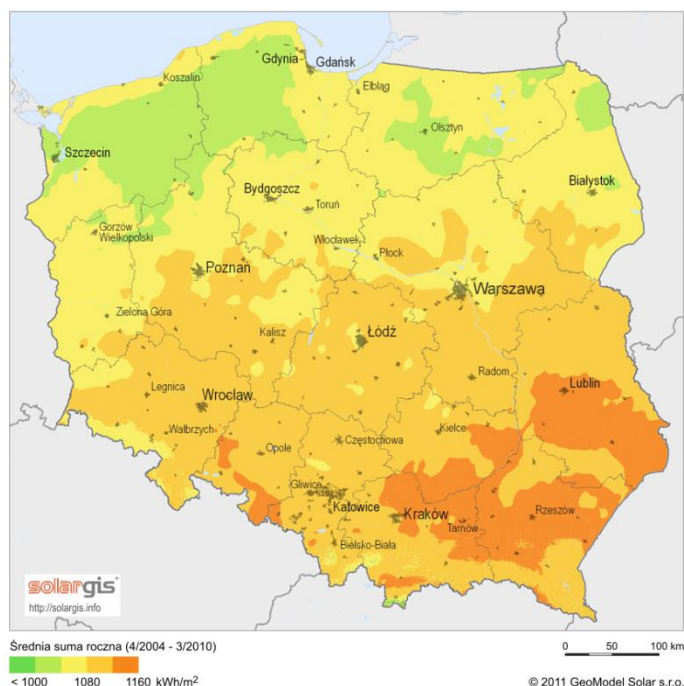 Gdynia
Gdańsk
Koszalin
Elbląg
Olsztyn
Szczecin
Białystok
Bydgoszcz
Toruń
Gorzów
Wielkopolski
Włocławek
Płock
Poznań
Warszawa
Zielona Góra
Kalisz
Łódź
Radom
Lublin
Legnica
Wrocław
Wałbrzych
Kielce
Opole
Częstochowa
Gliwice
Katowice
Kraków
Tarnów
Rzeszów
Bielsko-Biała
solargis
http://solargis.info
Średnia suma roczna (4/2004 - 3/2010)
0 50 100 km
< 1000 1080 1160 kWh/m²
© 2011 GeoModel Solar s.r.o.